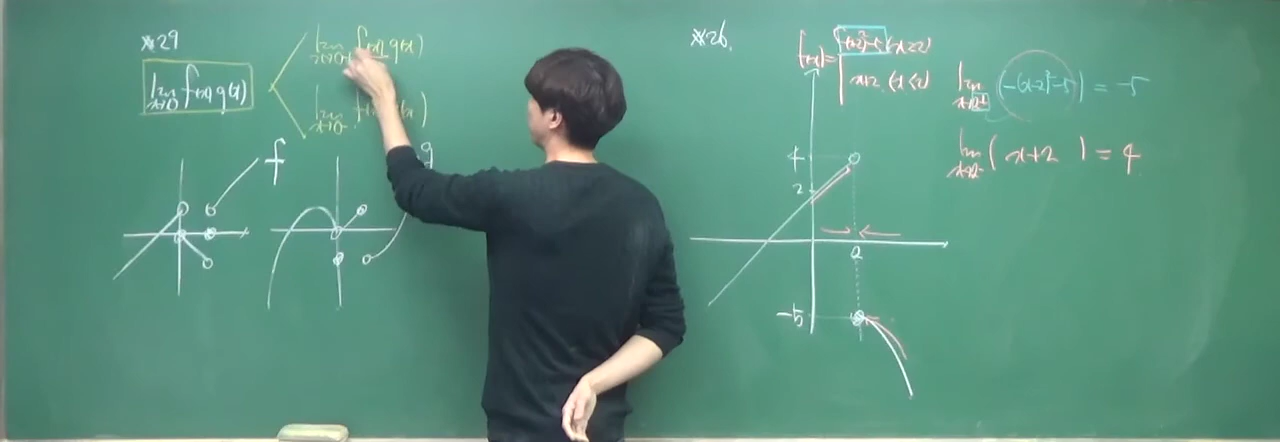 ※29
lim x→0 f(x)g(x)
lim x→0+ f(x)g(x)
lim x→0-
f
g
※26.
f(x)=
x+2 (x<2)
lim x→2+ (-(x-2)²-5) = -5
lim x→2- ( x+2 ) = 4
4
2
2
-5